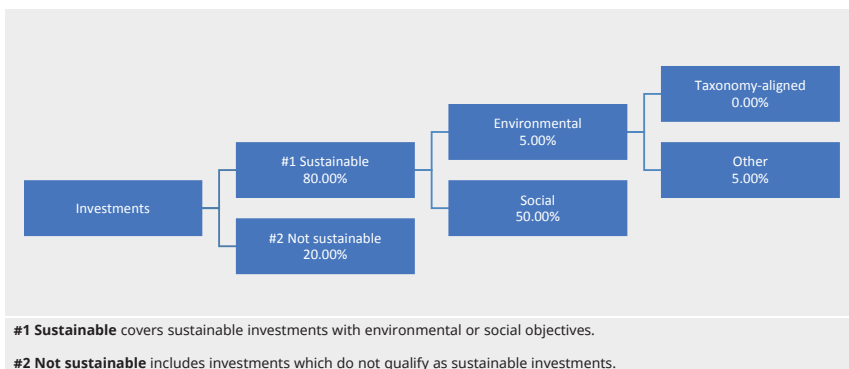 Investments
#1 Sustainable
80.00%
#2 Not sustainable
20.00%
Environmental
5.00%
Social
50.00%
Taxonomy-aligned
0.00%
Other
5.00%
#1 Sustainable covers sustainable investments with environmental or social objectives.
#2 Not sustainable includes investments which do not qualify as sustainable investments.